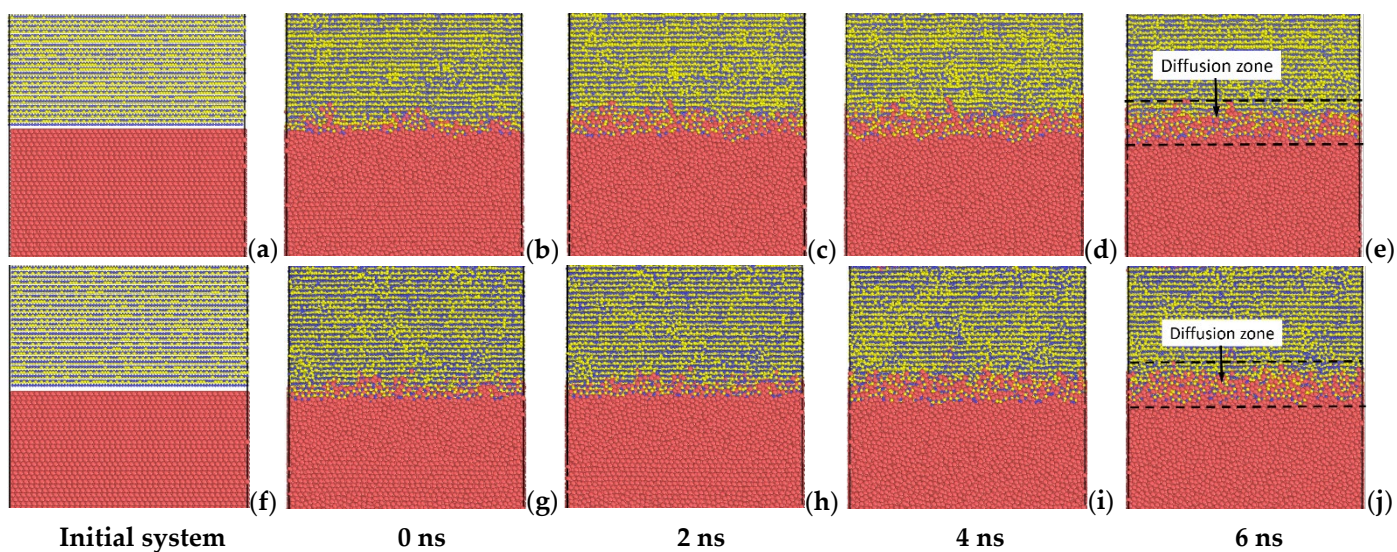 Diffusion zone
(a) (b) (c) (d) (e)
Diffusion zone
(f) (g) (h) (i) (j)
Initial system 0 ns 2 ns 4 ns 6 ns